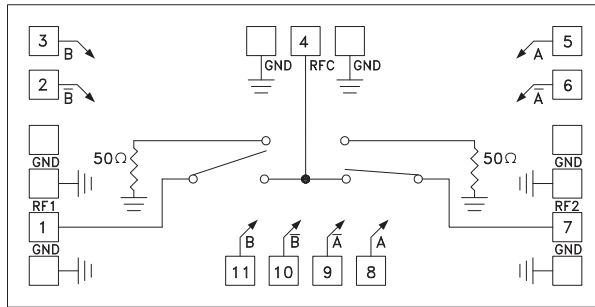 3 B
2 B̅
GND
4
RFC
GND
5 A
6 A̅
GND
GND
50Ω
50Ω
RF1
1
RF2
7
GND
GND
B
B̅
A̅
A
11
10
9
8